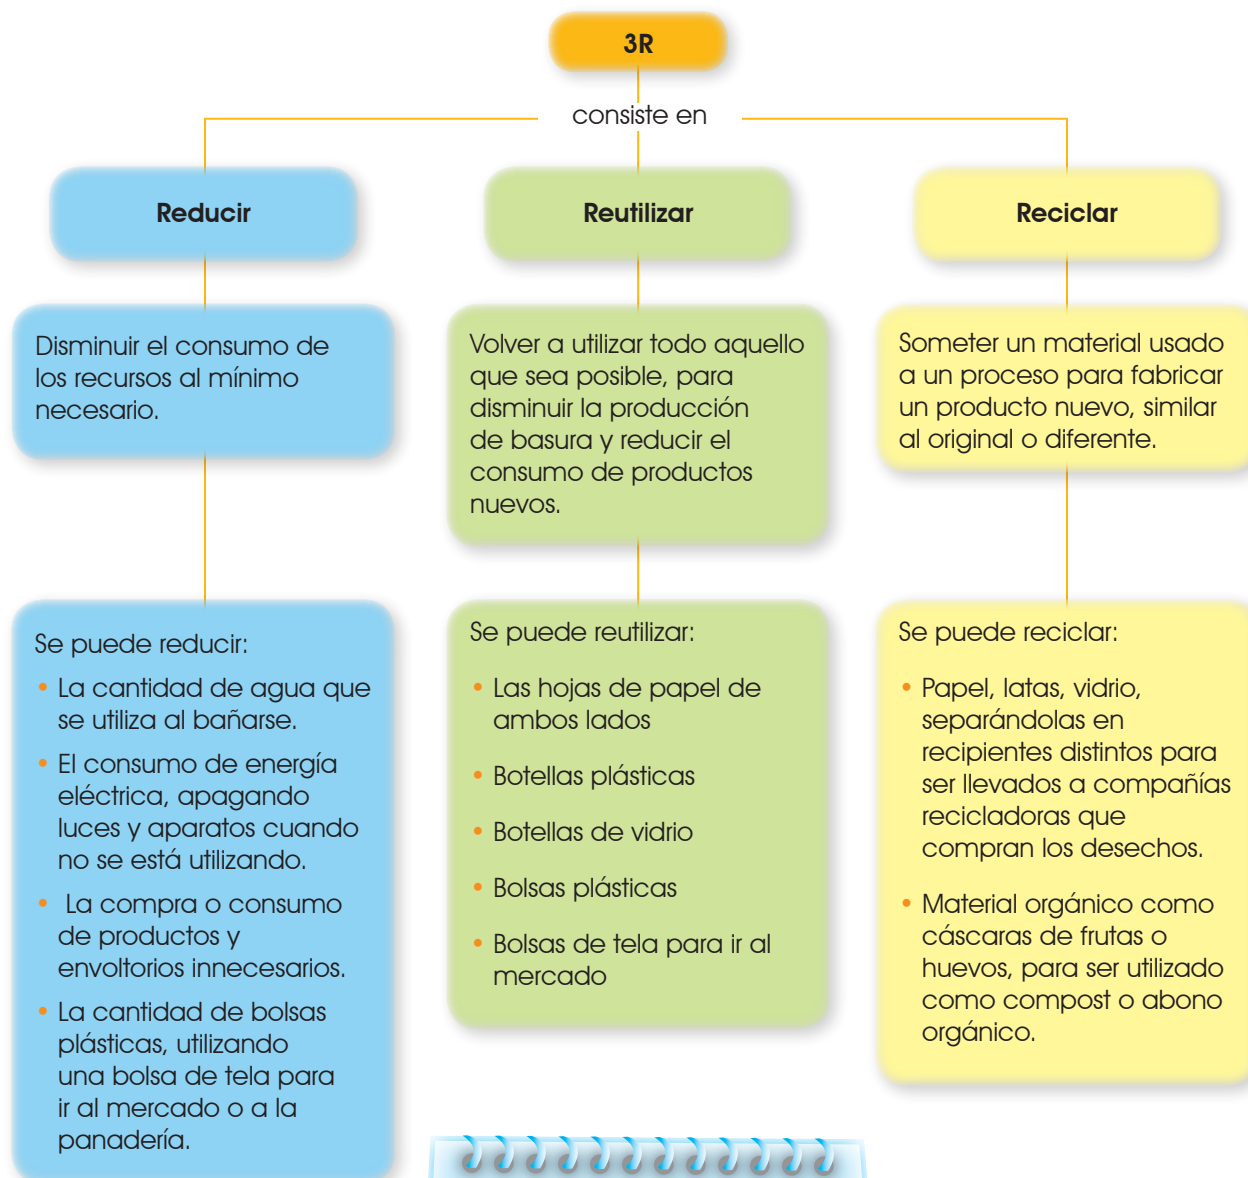 3R
consiste en
Reducir
Disminuir el consumo de
los recursos al mínimo
necesario.
Se puede reducir:
• La cantidad de agua que
se utiliza al bañarse.
• El consumo de energía
eléctrica, apagando
luces y aparatos cuando
no se está utilizando.
• La compra o consumo
de productos y
envoltorios innecesarios.
• La cantidad de bolsas
plásticas, utilizando
una bolsa de tela para
ir al mercado o a la
panadería.
Reutilizar
Volver a utilizar todo aquello
que sea posible, para
disminuir la producción
de basura y reducir el
consumo de productos
nuevos.
Se puede reutilizar:
• Las hojas de papel de
ambos lados
• Botellas plásticas
• Botellas de vidrio
• Bolsas plásticas
• Bolsas de tela para ir al
mercado
Reciclar
Someter un material usado
a un proceso para fabricar
un producto nuevo, similar
al original o diferente.
Se puede reciclar:
• Papel, latas, vidrio,
separándolas en
recipientes distintos para
ser llevados a compañías
recicladoras que
compran los desechos.
• Material orgánico como
cáscaras de frutas o
huevos, para ser utilizado
como compost o abono
orgánico.